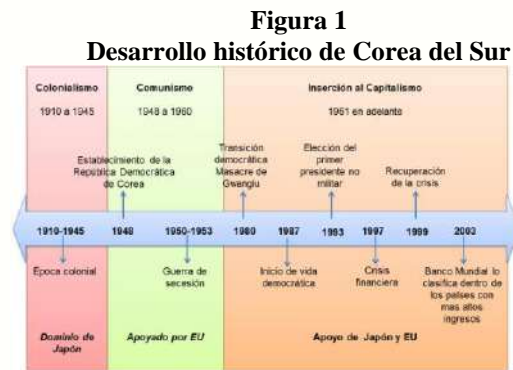 Figura 1
Desarrollo histórico de Corea del Sur
Colonialismo
1910 a 1945
Comunismo
1948 a 1960
Inserción al Capitalismo
1961 en adelante
Establecimiento de la
República Democrática
de Corea
Transición
democrática
Masacre de
Gwangju
Elección del
primer
presidente no
militar
Recuperación
de la crisis
1910-1945
1948
1950-1953
1980
1987
1993
1997
1999
2003
Época colonial
Guerra de
secesión
Inicio de vida
democrática
Crisis
financiera
Banco Mundial lo
clasifica dentro de
los países con
mas altos
ingresos
Dominio de
Japón
Apoyado por EU
Apoyo de Japón y EU